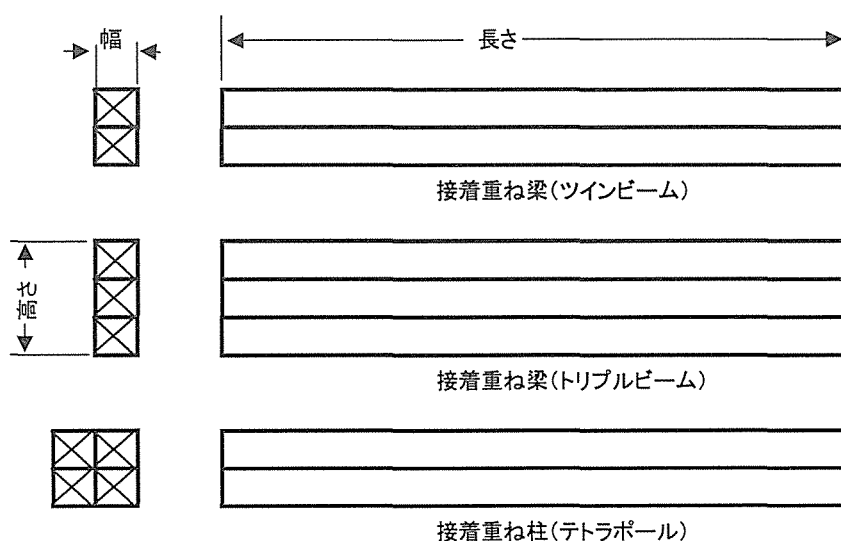 幅
長さ
接着重ね梁(ツインビーム)
高さ
接着重ね梁(トリプルビーム)
接着重ね柱(テトラポール)